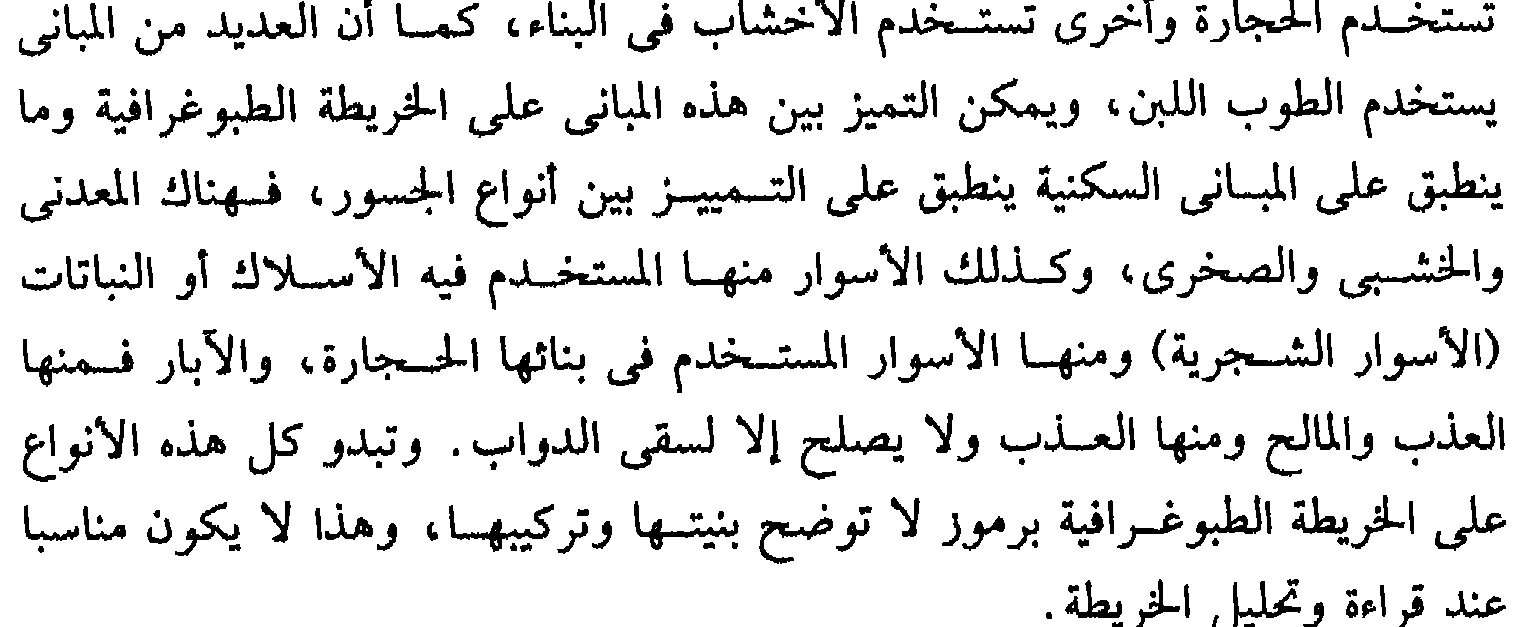 تستخدم الحجارة وأخرى تستخدم الأخشاب فى البناء، كما أن العديد من المبانى
يستخدم الطوب اللبن، ويمكن التميز بين هذه المبانى على الخريطة الطبوغرافية وما
ينطبق على المبانى السكنية ينطبق على التمييز بين أنواع الجسور، فهناك المعدنى
والخشبى والصخرى، وكذلك الأسوار منها المستخدم فيه الأسلاك أو النباتات
(الأسوار الشجرية) ومنها الأسوار المستخدم فى بنائها الحجارة، والآبار فمنها
العذب والمالح ومنها العذب ولا يصلح إلا لسقى الدواب. وتبدو كل هذه الأنواع
على الخريطة الطبوغرافية برموز لا توضح بنيتها وتركيبها، وهذا لا يكون مناسبا
عند قراءة وتحليل الخريطة.